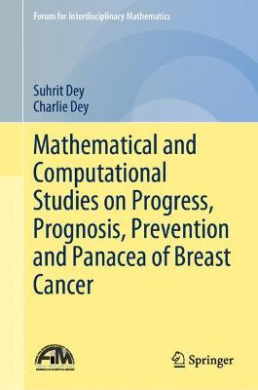 Forum for Interdisciplinary Mathematics
Suhrit Dey
Charlie Dey
Mathematical and
Computational
Studies on Progress,
Prognosis, Prevention
and Panacea of Breast
Cancer
FIM
Springer